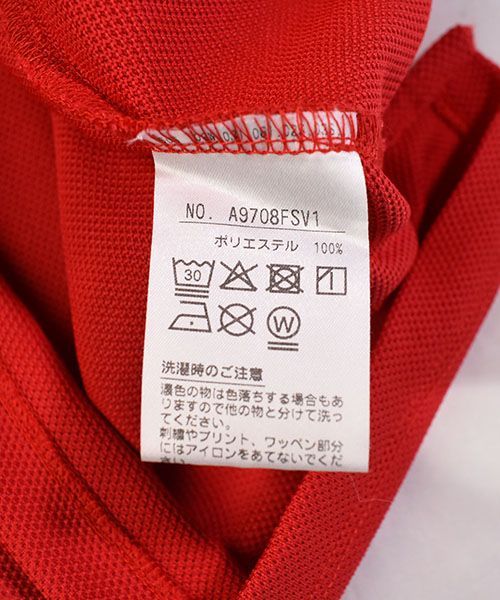 NO. A9708FSV1
ポリエステル 100%
30
W
洗濯時のご注意
濃色の物は色落ちする場合もあ
りますので他の物と分けて洗っ
てください。
刺繍やプリント、ワッペン部分
にはアイロンをあてないでくだ
さい。